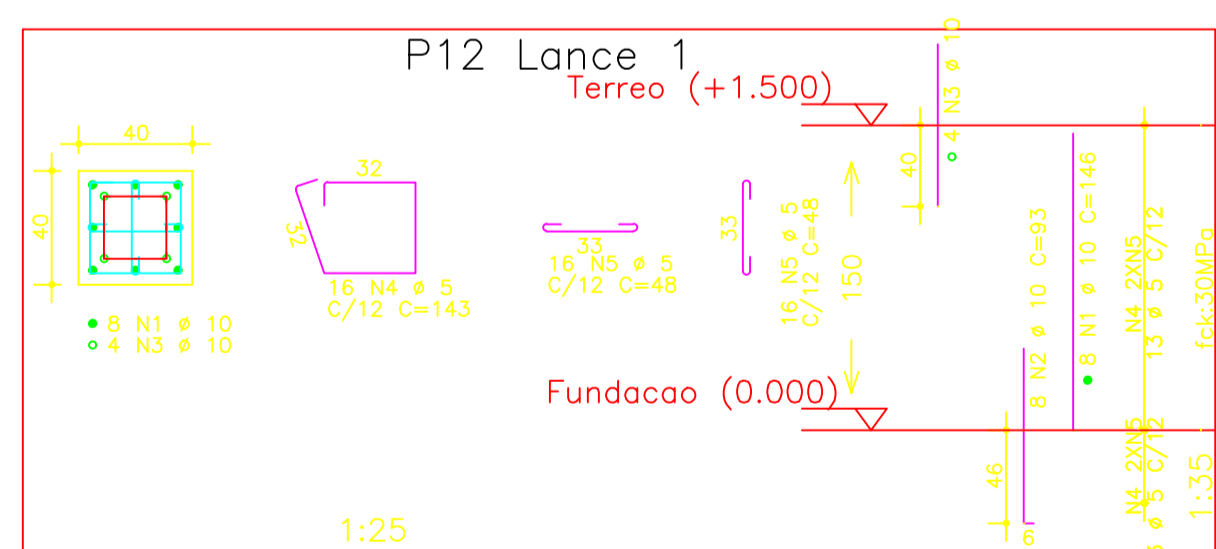 P12 Lance 1
Terreo (+1.500)
40
40
8 N1 ø 10
4 N3 ø 10
32
32
16 N4 ø 5
C/12 C=143
33
16 N5 ø 5
C/12 C=48
33
16 N5 ø 5
C/12 C=48
150
Fundacao (0.000)
40
4 N3 ø 10
46
6
8 N2 ø 10 C=93
8 N1 ø 10 C=146
N4 2XN5
13 ø 5 C/12
N4 2XN5
ø 5 C/12
fck:30MPa
1:35
1:25